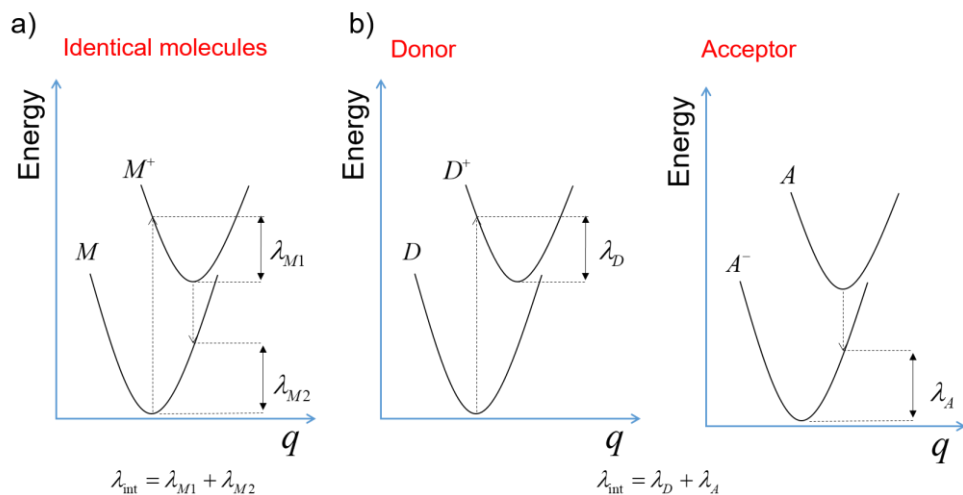 a)
Identical molecules
Energy
M⁺
M
λ_M1
λ_M2
q
λ_int = λ_M1 + λ_M2
b)
Donor
Energy
D⁺
D
λ_D
q
Acceptor
Energy
A
A⁻
λ_A
q
λ_int = λ_D + λ_A